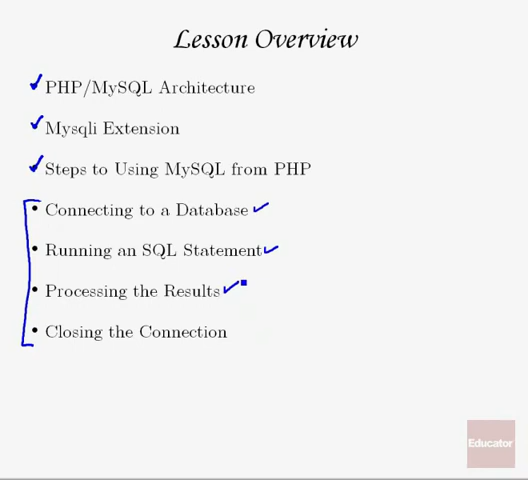 Lesson Overview
PHP/MySQL Architecture
Mysqli Extension
Steps to Using MySQL from PHP
• Connecting to a Database
• Running an SQL Statement
• Processing the Results
• Closing the Connection
Educator